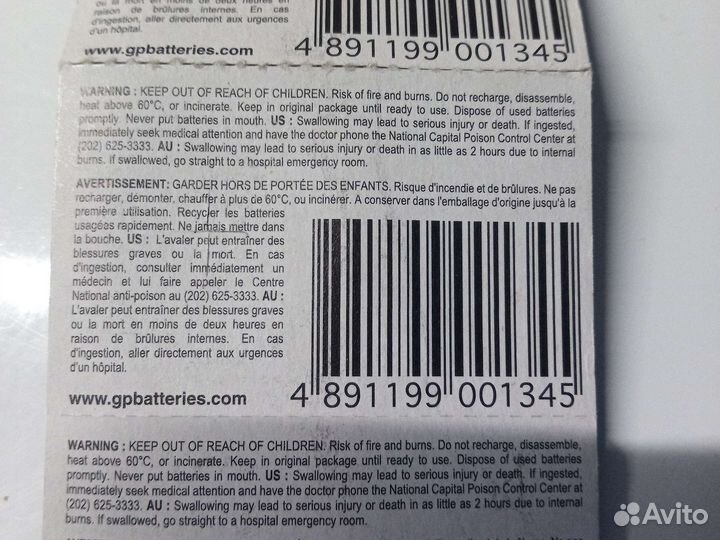 ou la mort en moins de deux heures en
raison de brûlures internes. En cas
d'ingestion, aller directement aux urgences
d'un hôpital.
www.gpbatteries.com
4 891199 001345
WARNING : KEEP OUT OF REACH OF CHILDREN. Risk of fire and burns. Do not recharge, disassemble,
heat above 60°C, or incinerate. Keep in original package until ready to use. Dispose of used batteries
promptly. Never put batteries in mouth. US : Swallowing may lead to serious injury or death. If ingested,
immediately seek medical attention and have the doctor phone the National Capital Poison Control Center at
(202) 625-3333. AU : Swallowing may lead to serious injury or death in as little as 2 hours due to internal
burns. If swallowed, go straight to a hospital emergency room.
AVERTISSEMENT: GARDER HORS DE PORTÉE DES ENFANTS. Risque d'incendie et de brûlures. Ne pas
recharger, démonter, chauffer à plus de 60°C, ou incinérer. A conserver dans l'emballage d'origine jusqu'à la
première utilisation. Recycler les batteries
usagées rapidement. Ne jamais mettre dans
la bouche. US : L'avaler peut entraîner des
blessures graves ou la mort. En cas
d'ingestion, consulter immédiatement un
médecin et lui faire appeler le Centre
National anti-poison au (202) 625-3333. AU :
L'avaler peut entraîner des blessures graves
ou la mort en moins de deux heures en
raison de brûlures internes. En cas
d'ingestion, aller directement aux urgences
d'un hôpital.
www.gpbatteries.com
4 891199 001345
WARNING : KEEP OUT OF REACH OF CHILDREN. Risk of fire and burns. Do not recharge, disassemble,
heat above 60°C, or incinerate. Keep in original package until ready to use. Dispose of used batteries
promptly. Never put batteries in mouth. US : Swallowing may lead to serious injury or death. If ingested,
immediately seek medical attention and have the doctor phone the National Capital Poison Control Center at
(202) 625-3333. AU : Swallowing may lead to serious injury or death in as little as 2 hours due to internal
burns. If swallowed, go straight to a hospital emergency room.
Avito